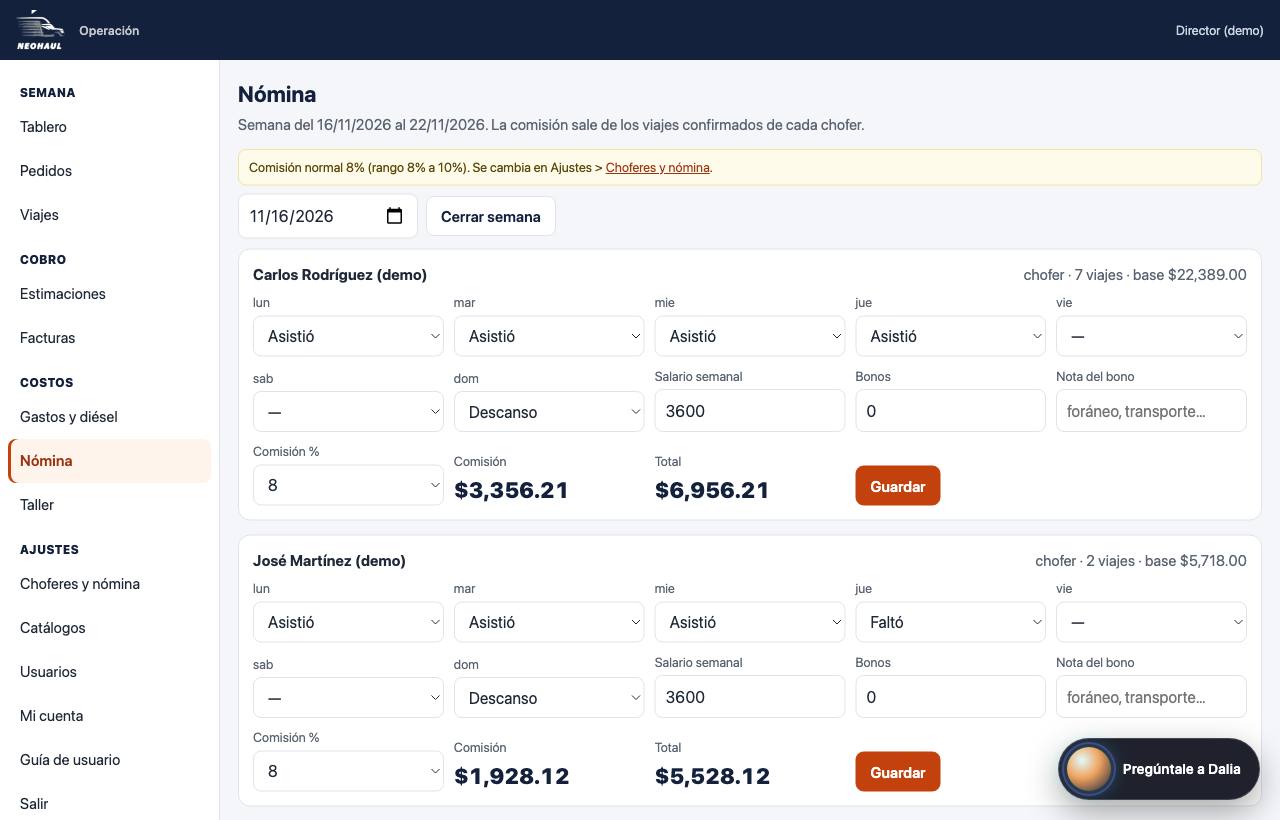 NEOHAUL
Operación
Director (demo)
SEMANA
Tablero
Pedidos
Viajes
COBRO
Estimaciones
Facturas
COSTOS
Gastos y diésel
Nómina
Taller
AJUSTES
Choferes y nómina
Catálogos
Usuarios
Mi cuenta
Guía de usuario
Salir
Nómina
Semana del 16/11/2026 al 22/11/2026. La comisión sale de los viajes confirmados de cada chofer.
Comisión normal 8% (rango 8% a 10%). Se cambia en Ajustes > Choferes y nómina.
11/16/2026
Cerrar semana
Carlos Rodríguez (demo)
chofer · 7 viajes · base $22,389.00
lun mar mie jue vie
Asistió Asistió Asistió Asistió —
sab dom Salario semanal Bonos Nota del bono
— Descanso 3600 0 foráneo, transporte...
Comisión % Comisión Total
8 $3,356.21 $6,956.21 Guardar
José Martínez (demo)
chofer · 2 viajes · base $5,718.00
lun mar mie jue vie
Asistió Asistió Asistió Faltó —
sab dom Salario semanal Bonos Nota del bono
— Descanso 3600 0 foráneo, transporte...
Comisión % Comisión Total
8 $1,928.12 $5,528.12 Guardar
Pregúntale a Dalia